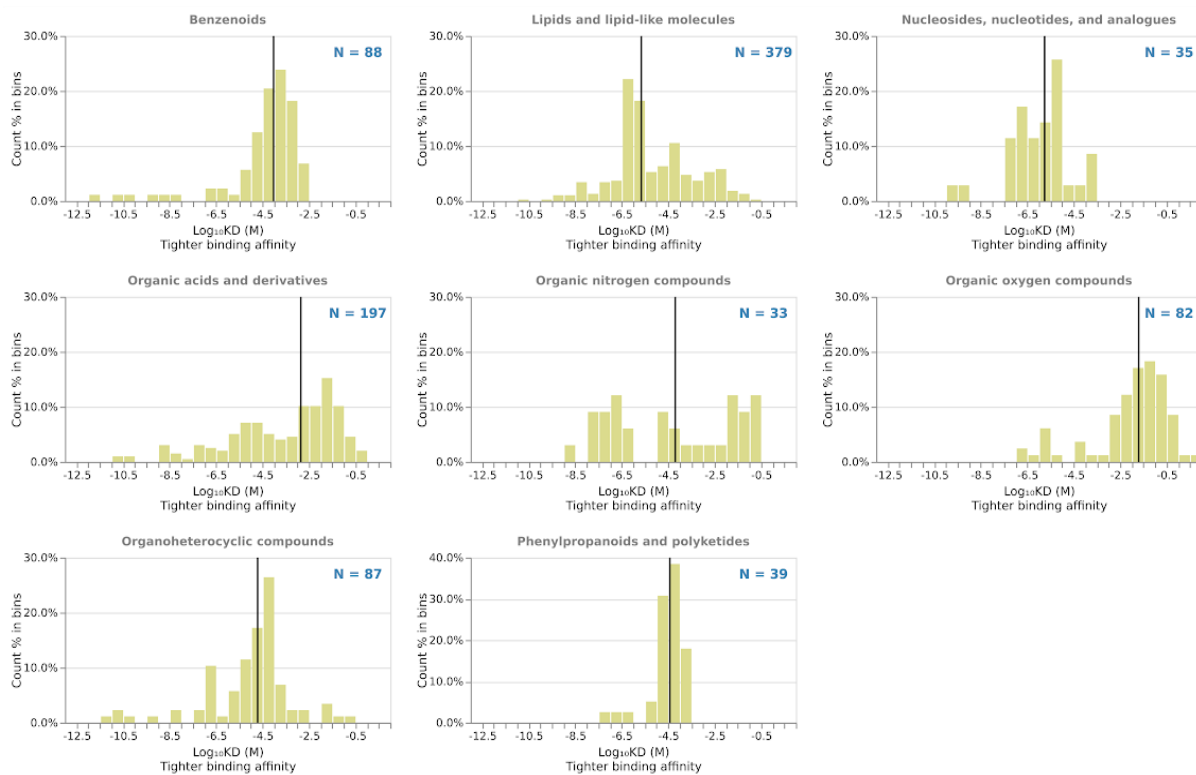 Benzenoids
30.0%
20.0%
10.0%
0.0%
Count % in bins
N = 88
-12.5 -10.5 -8.5 -6.5 -4.5 -2.5 -0.5
Log₁₀KD (M)
Tighter binding affinity
Lipids and lipid-like molecules
30.0%
20.0%
10.0%
0.0%
Count % in bins
N = 379
-12.5 -10.5 -8.5 -6.5 -4.5 -2.5 -0.5
Log₁₀KD (M)
Tighter binding affinity
Nucleosides, nucleotides, and analogues
30.0%
20.0%
10.0%
0.0%
Count % in bins
N = 35
-12.5 -10.5 -8.5 -6.5 -4.5 -2.5 -0.5
Log₁₀KD (M)
Tighter binding affinity
Organic acids and derivatives
30.0%
20.0%
10.0%
0.0%
Count % in bins
N = 197
-12.5 -10.5 -8.5 -6.5 -4.5 -2.5 -0.5
Log₁₀KD (M)
Tighter binding affinity
Organic nitrogen compounds
30.0%
20.0%
10.0%
0.0%
Count % in bins
N = 33
-12.5 -10.5 -8.5 -6.5 -4.5 -2.5 -0.5
Log₁₀KD (M)
Tighter binding affinity
Organic oxygen compounds
30.0%
20.0%
10.0%
0.0%
Count % in bins
N = 82
-12.5 -10.5 -8.5 -6.5 -4.5 -2.5 -0.5
Log₁₀KD (M)
Tighter binding affinity
Organoheterocyclic compounds
30.0%
20.0%
10.0%
0.0%
Count % in bins
N = 87
-12.5 -10.5 -8.5 -6.5 -4.5 -2.5 -0.5
Log₁₀KD (M)
Tighter binding affinity
Phenylpropanoids and polyketides
40.0%
30.0%
20.0%
10.0%
0.0%
Count % in bins
N = 39
-12.5 -10.5 -8.5 -6.5 -4.5 -2.5 -0.5
Log₁₀KD (M)
Tighter binding affinity